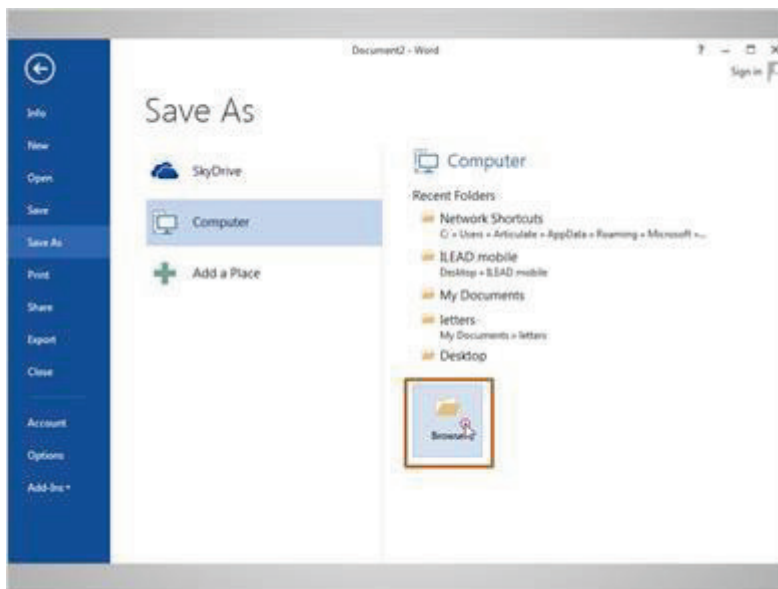 Document2 - Word
? 
Sign in
Info
New
Open
Save
Save As
Print
Share
Export
Close
Account
Options
Add-Ins
Save As
SkyDrive
Computer
Add a Place
Computer
Recent Folders
Network Shortcuts
C: » Users » Articulate » AppData » Roaming » Microsoft »...
ILEAD mobile
Desktop » ILEAD mobile
My Documents
letters
My Documents » letters
Desktop